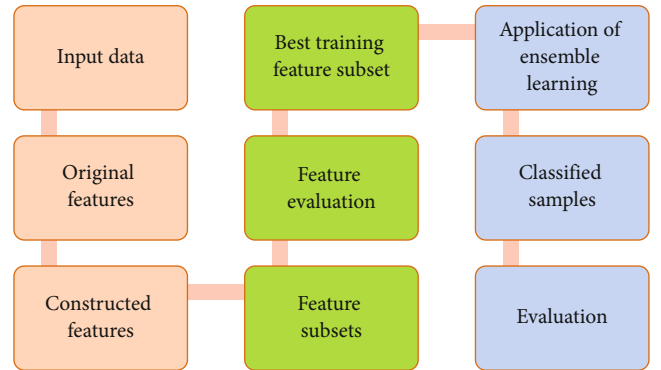 Input data
Original
features
Constructed
features
Feature
subsets
Feature
evaluation
Best training
feature subset
Application of
ensemble
learning
Classified
samples
Evaluation